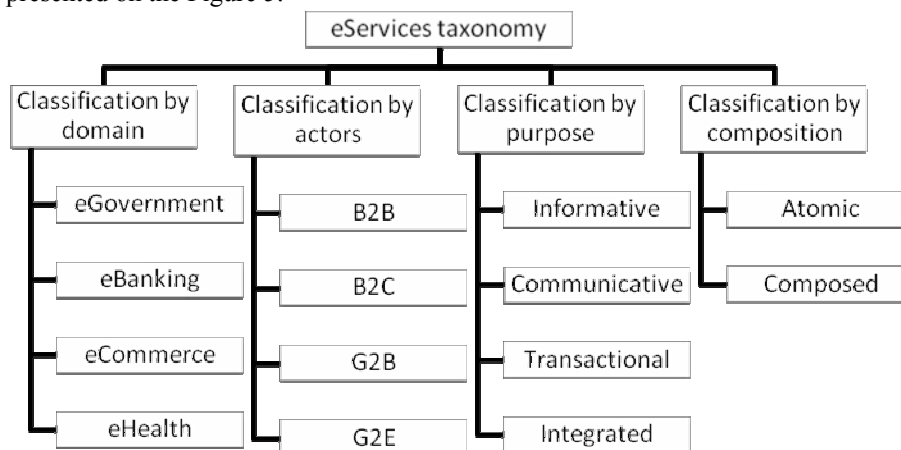 presented on the Figure 3:
eServices taxonomy
Classification by
domain
eGovernment
eBanking
eCommerce
eHealth
Classification by
actors
B2B
B2C
G2B
G2E
Classification by
purpose
Informative
Communicative
Transactional
Integrated
Classification by
composition
Atomic
Composed